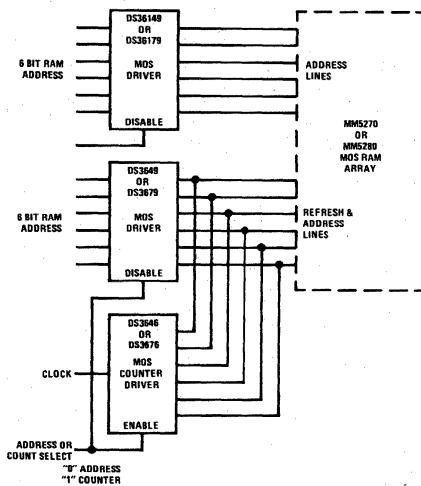 DS36149
OR
DS36179
6 BIT RAM
ADDRESS
MOS
DRIVER
DISABLE
ADDRESS
LINES
MM5270
OR
MM5280
MOS RAM
ARRAY
DS3649
OR
DS3679
6 BIT RAM
ADDRESS
MOS
DRIVER
DISABLE
REFRESH &
ADDRESS
LINES
DS3646
OR
DS3676
MOS
COUNTER
DRIVER
CLOCK
ENABLE
ADDRESS OR
COUNT SELECT
"0" ADDRESS
"1" COUNTER